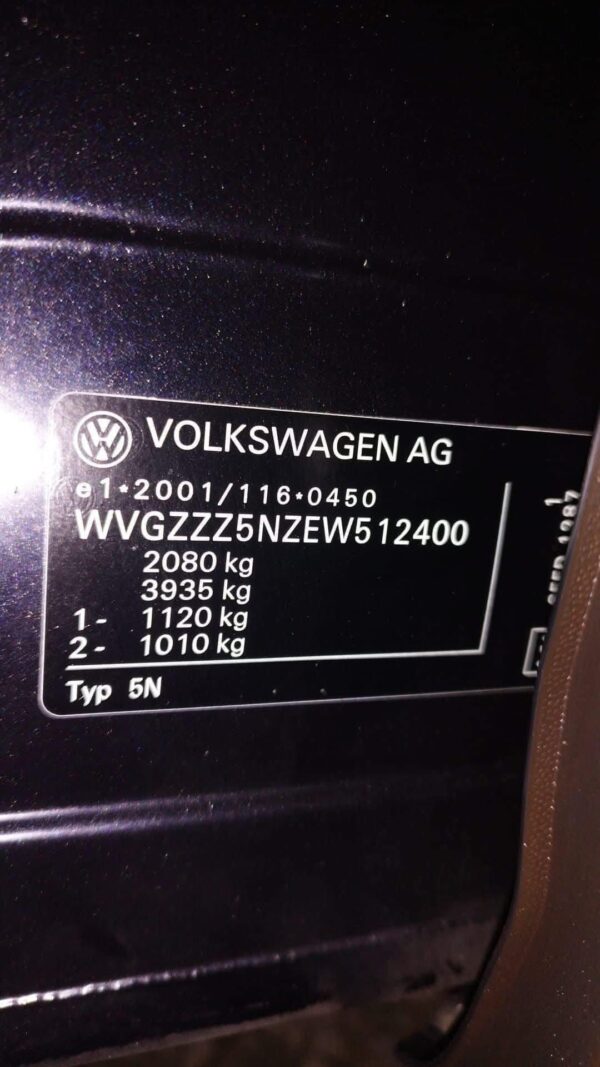 VOLKSWAGEN AG
e1*2001/116*0450
WVGZZZ5NZEW512400
2080 kg
3935 kg
1- 1120 kg
2- 1010 kg
Typ 5N